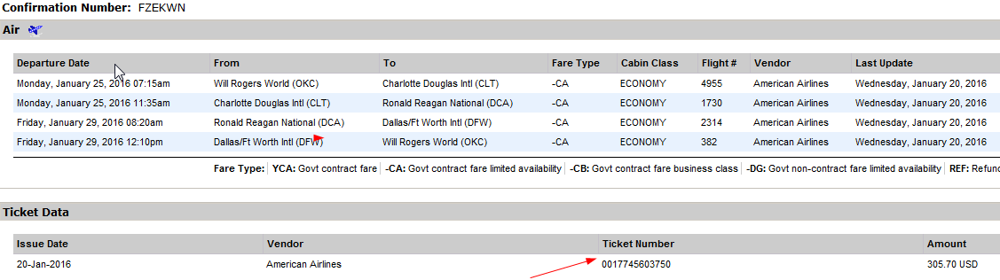 Confirmation Number: FZEKWN
Air
Departure Date From To Fare Type Cabin Class Flight # Vendor Last Update
Monday, January 25, 2016 07:15am Will Rogers World (OKC) Charlotte Douglas Intl (CLT) -CA ECONOMY 4955 American Airlines Wednesday, January 20, 2016
Monday, January 25, 2016 11:35am Charlotte Douglas Intl (CLT) Ronald Reagan National (DCA) -CA ECONOMY 1730 American Airlines Wednesday, January 20, 2016
Friday, January 29, 2016 08:20am Ronald Reagan National (DCA) Dallas/Ft Worth Intl (DFW) -CA ECONOMY 2314 American Airlines Wednesday, January 20, 2016
Friday, January 29, 2016 12:10pm Dallas/Ft Worth Intl (DFW) Will Rogers World (OKC) -CA ECONOMY 382 American Airlines Wednesday, January 20, 2016
Fare Type: YCA: Govt contract fare -CA: Govt contract fare limited availability -CB: Govt contract fare business class -DG: Govt non-contract fare limited availability REF:
Ticket Data
Issue Date Vendor Ticket Number Amount
20-Jan-2016 American Airlines 0017745603750 305.70 USD